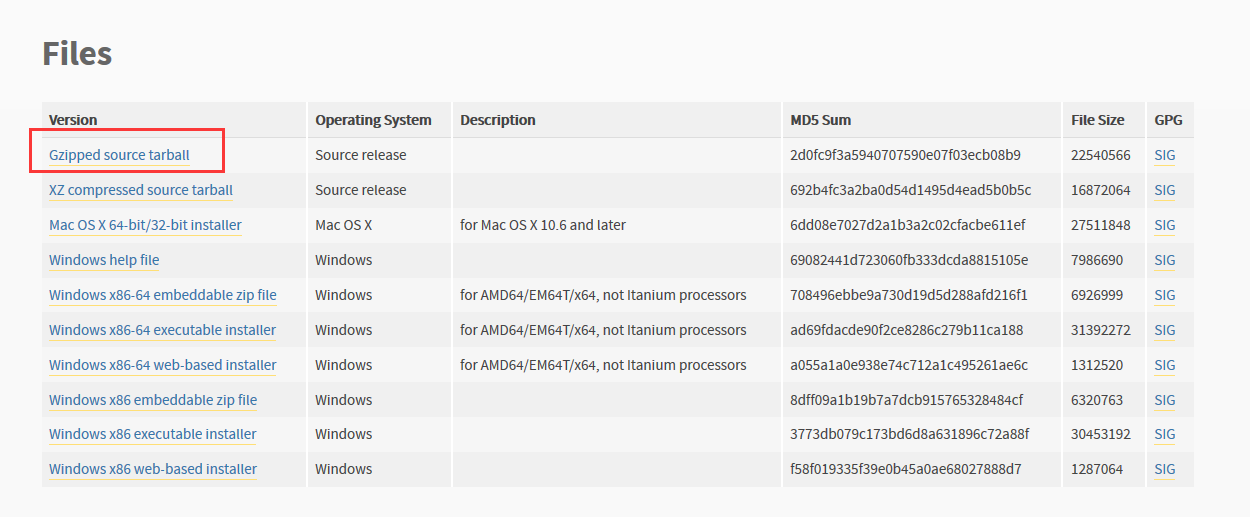 Files
Version Operating System Description MD5 Sum File Size GPG
Gzipped source tarball Source release 2d0fc9f3a5940707590e07f03ecb08b9 22540566 SIG
XZ compressed source tarball Source release 692b4fc3a2ba0d54d1495d4ead5b0b5c 16872064 SIG
Mac OS X 64-bit/32-bit installer Mac OS X for Mac OS X 10.6 and later 6dd08e7027d2a1b3a2c02cfacbe611ef 27511848 SIG
Windows help file Windows 69082441d723060fb333dcda8815105e 7986690 SIG
Windows x86-64 embeddable zip file Windows for AMD64/EM64T/x64, not Itanium processors 708496ebbe9a730d19d5d288afd216f1 6926999 SIG
Windows x86-64 executable installer Windows for AMD64/EM64T/x64, not Itanium processors ad69fdacde90f2ce8286c279b11ca188 31392272 SIG
Windows x86-64 web-based installer Windows for AMD64/EM64T/x64, not Itanium processors a055a1a0e938e74c712a1c495261ae6c 1312520 SIG
Windows x86 embeddable zip file Windows 8dff09a1b19b7a7dcb915765328484cf 6320763 SIG
Windows x86 executable installer Windows 3773db079c173bd6d8a631896c72a88f 30453192 SIG
Windows x86 web-based installer Windows f58f019335f39e0b45a0ae68027888d7 1287064 SIG